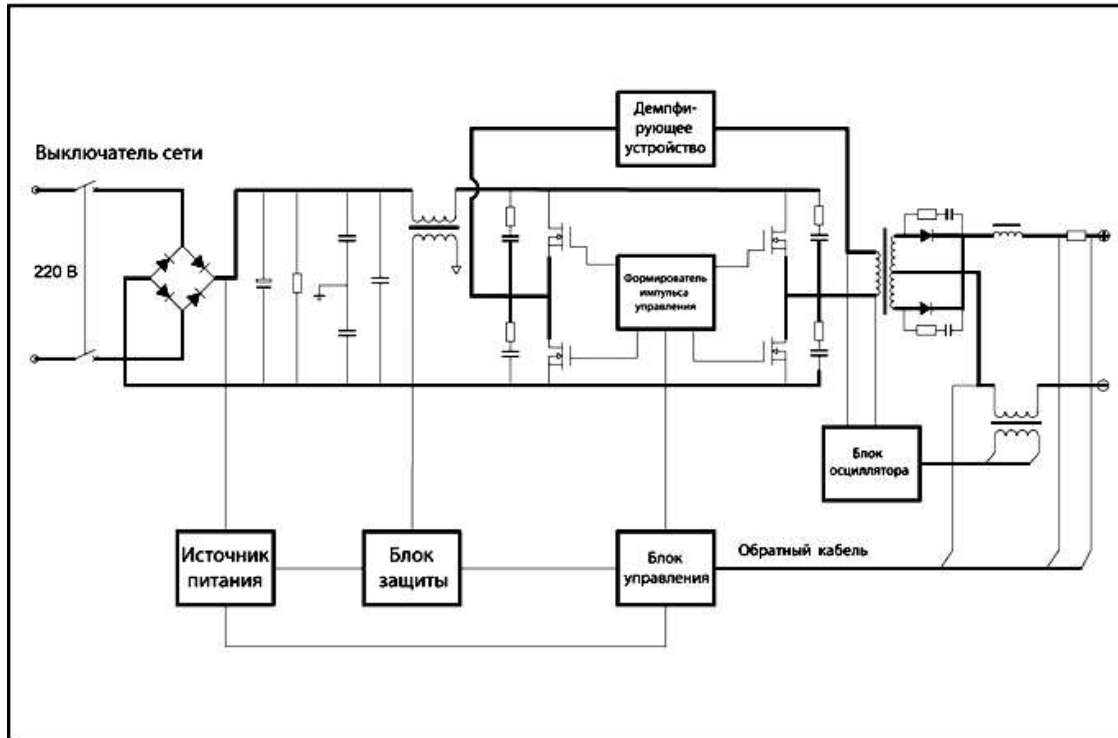 Демпфи-
рующее
устройство
Выключатель сети
220 В
Формирователь
импульса
управления
Блок
осциллятора
Источник
питания
Блок
защиты
Блок
управления
Обратный кабель